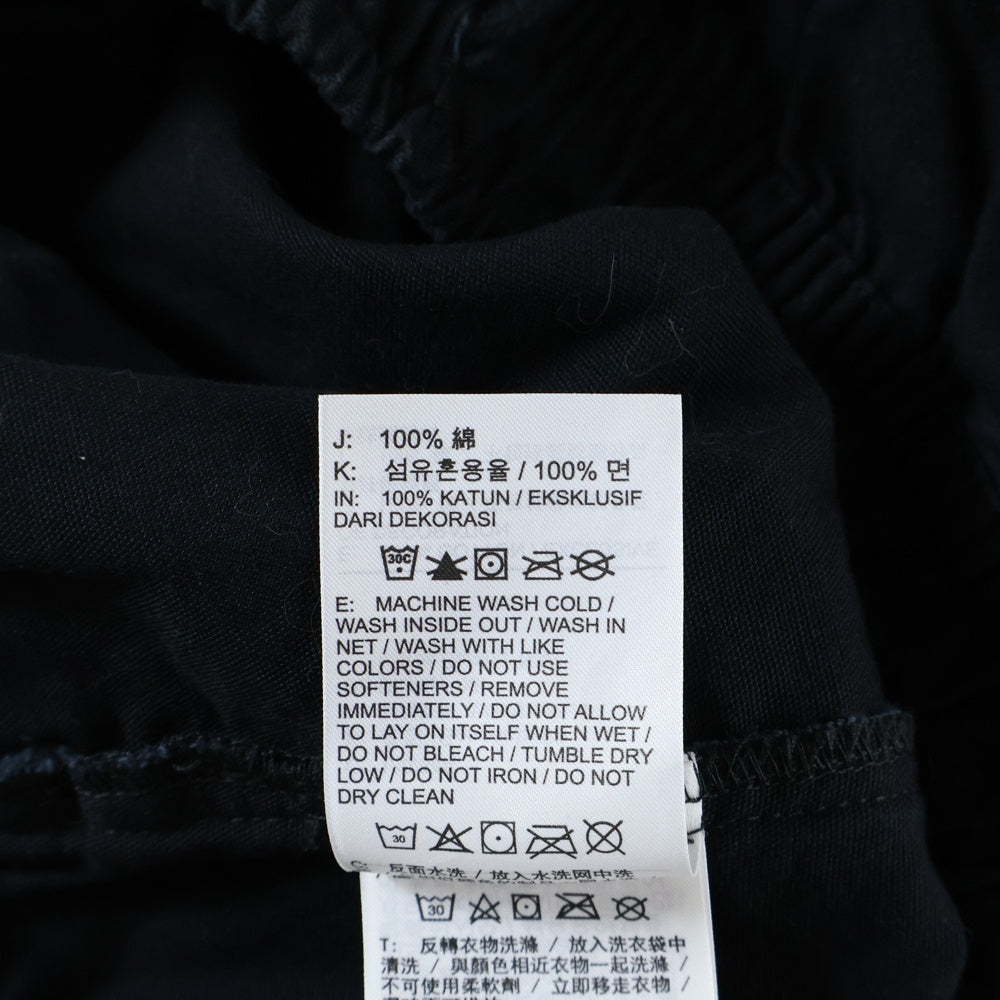 J: 100% 綿
K: 섬유혼용율 / 100% 면
IN: 100% KATUN / EKSKLUSIF
DARI DEKORASI
30C
E: MACHINE WASH COLD /
WASH INSIDE OUT / WASH IN
NET / WASH WITH LIKE
COLORS / DO NOT USE
SOFTENERS / REMOVE
IMMEDIATELY / DO NOT ALLOW
TO LAY ON ITSELF WHEN WET /
DO NOT BLEACH / TUMBLE DRY
LOW / DO NOT IRON / DO NOT
DRY CLEAN
30
C: 反面水洗 / 放入水洗网中洗
30
T: 反轉衣物洗滌 / 放入洗衣袋中
清洗 / 與顏色相近衣物一起洗滌 /
不可使用柔軟劑 / 立即移走衣物 /